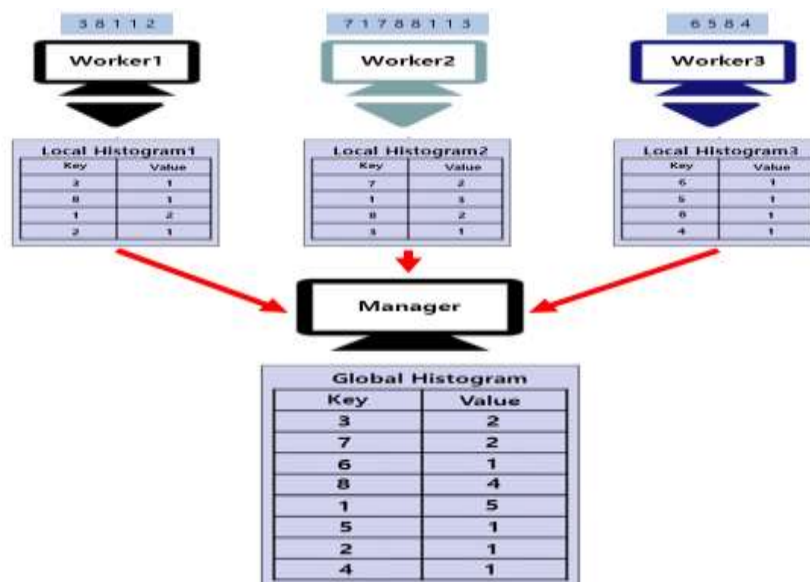 3 8 1 1 2
7 1 7 8 8 1 1 3
6 5 8 4
Worker1
Worker2
Worker3
Local Histogram1
Key Value
3 1
8 1
1 2
2 1
Local Histogram2
Key Value
7 2
1 3
8 2
3 1
Local Histogram3
Key Value
6 1
5 1
8 1
4 1
Manager
Global Histogram
Key Value
3 2
7 2
6 1
8 4
1 5
5 1
2 1
4 1